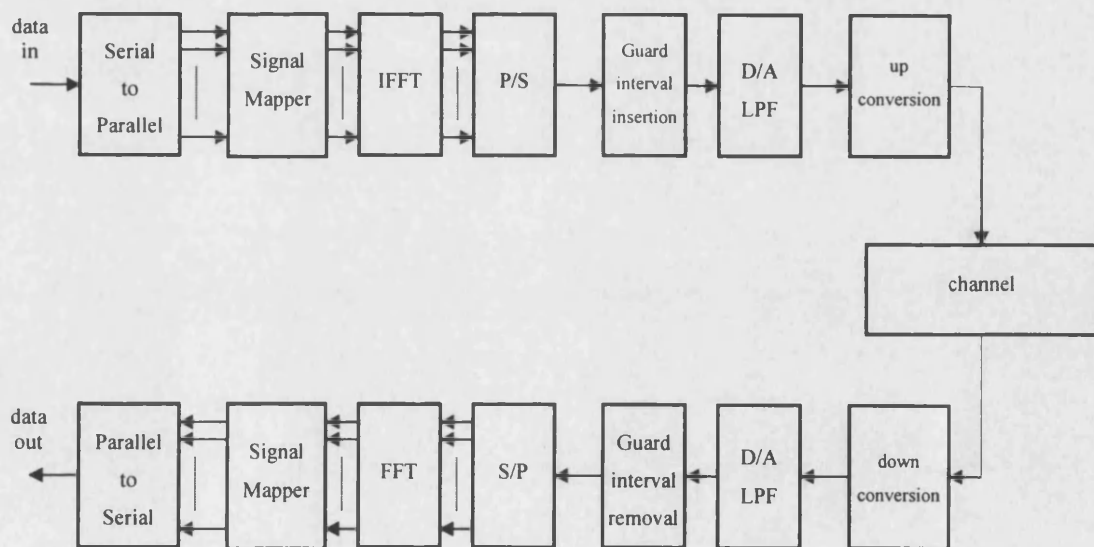 data
in
Serial
to
Parallel
Signal
Mapper
IFFT
P/S
Guard
interval
insertion
D/A
LPF
up
conversion
channel
data
out
Parallel
to
Serial
Signal
Mapper
FFT
S/P
Guard
interval
removal
D/A
LPF
down
conversion